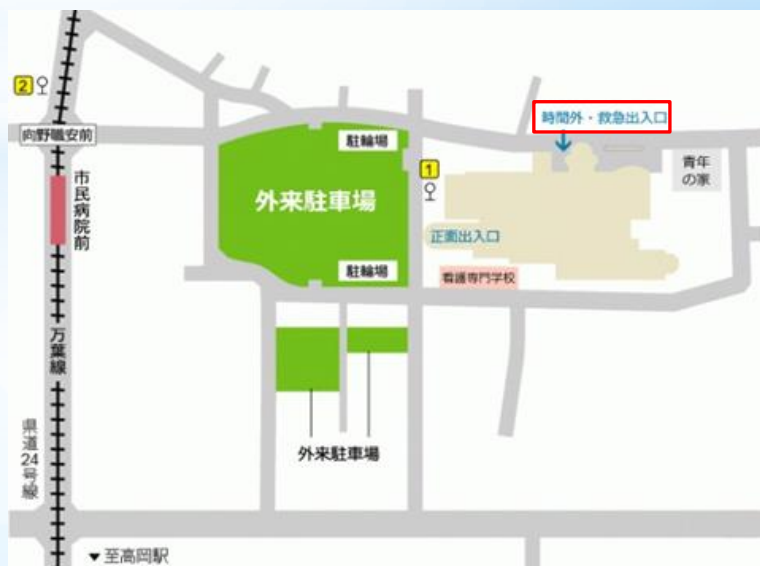 2
向野職安前
市民病院前
万葉線
県道24号線
▼至高岡駅
駐輪場
外来駐車場
駐輪場
外来駐車場
1
正面出入口
看護専門学校
時間外・救急出入口
青年
の家